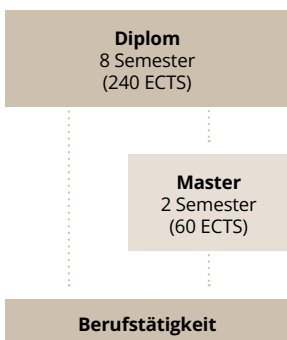 Diplom
8 Semester
(240 ECTS)
Master
2 Semester
(60 ECTS)
Berufstätigkeit